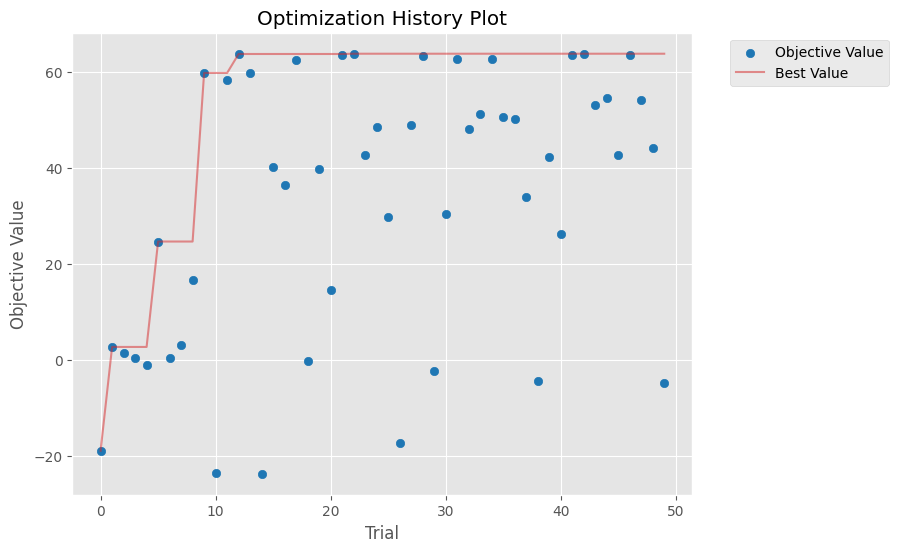 Optimization History Plot
Objective Value
Best Value
Objective Value
60
40
20
0
−20
0 10 20 30 40 50
Trial